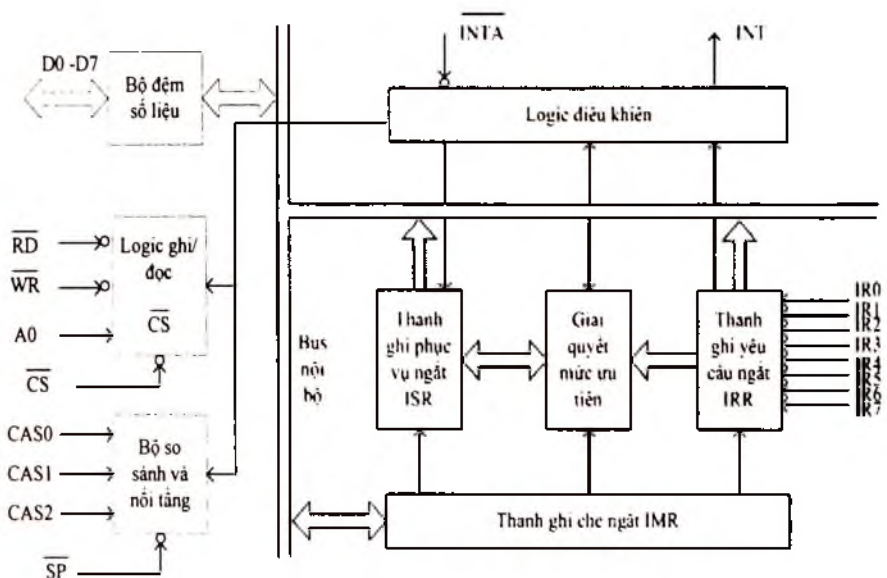 INTA
INT
D0 -D7
Bộ đệm
số liệu
Logic điều khiên
RD
WR
A0
CS
Logic ghi/
đọc
CS
Bus
nội
bộ
Thanh
ghi phục
vụ ngắt
ISR
Giai
quyết
mức ưu
tiên
Thanh
ghi yêu
cầu ngắt
IRR
IR0
IR1
IR2
IR3
IR4
IR5
IR6
IR7
CAS0
CAS1
CAS2
SP
Bộ so
sánh và
nối tầng
Thanh ghi che ngắt IMR